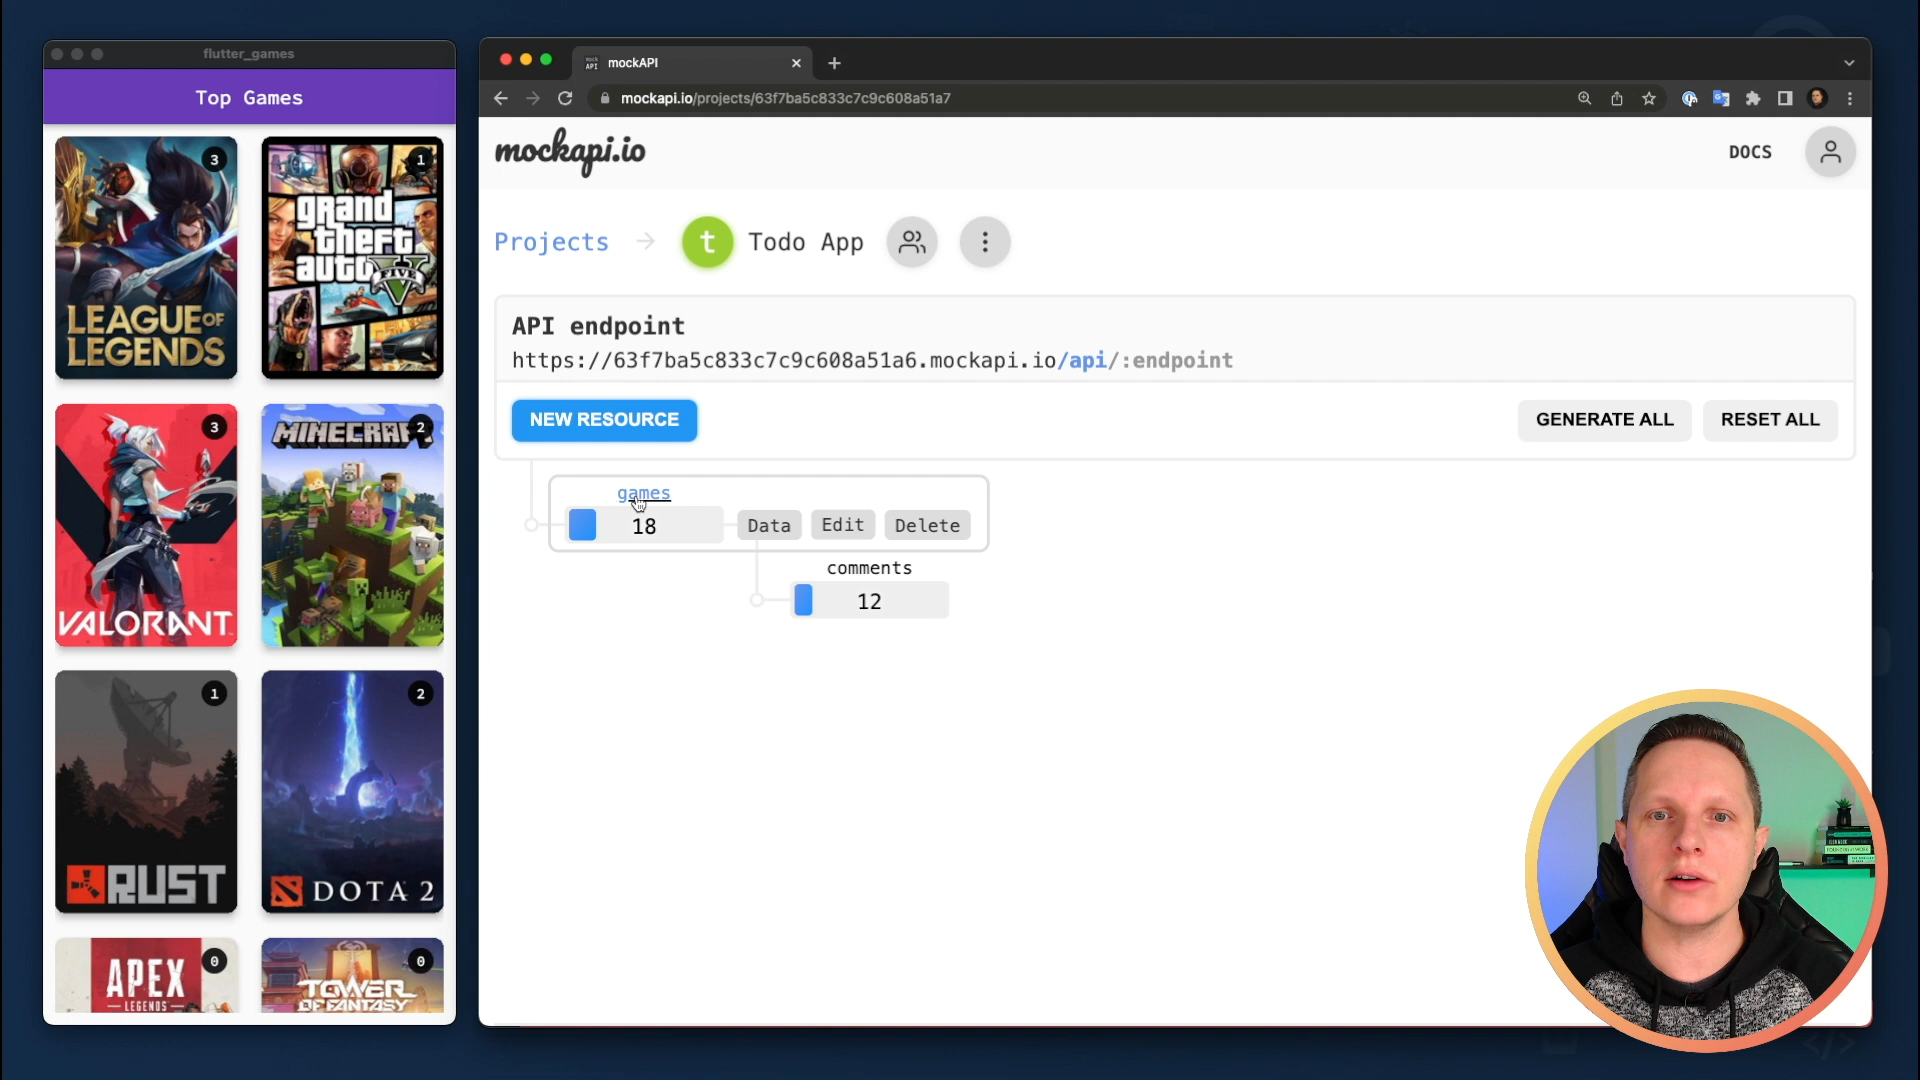 flutter_games
Top Games
3
LEAGUE OF
LEGENDS
1
grand
theft
auto
V
FIVE
3
VALORANT
MINECRAF
2
1
RUST
2
DOTA 2
0
APEX
LEGENDS
0
TOWER
OF FANTASY
mock
API
mockAPI
mockapi.io/projects/63f7ba5c833c7c9c608a51a7
mockapi.io
DOCS
Projects
t
Todo App
API endpoint
https://63f7ba5c833c7c9c608a51a6.mockapi.io/api/:endpoint
NEW RESOURCE
GENERATE ALL
RESET ALL
games
18
Data
Edit
Delete
comments
12